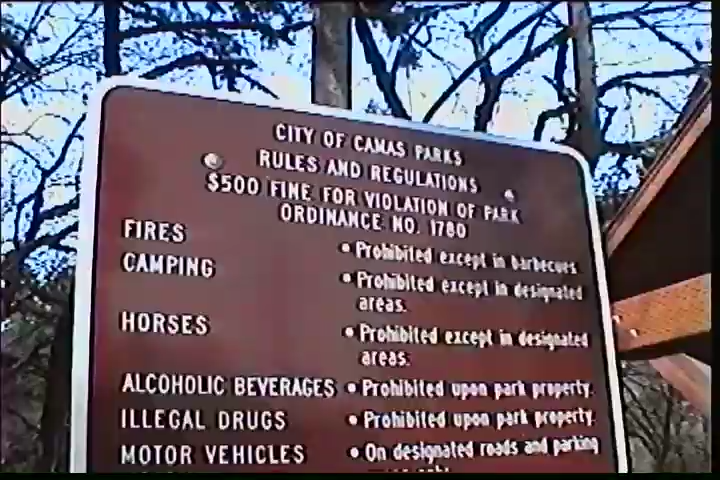 CITY OF CAMAS PARKS
RULES AND REGULATIONS
$500 FINE FOR VIOLATION OF PARK
ORDINANCE NO. 1780
FIRES • Prohibited except in barbecues.
CAMPING • Prohibited except in designated
areas.
HORSES • Prohibited except in designated
areas.
ALCOHOLIC BEVERAGES • Prohibited upon park property.
ILLEGAL DRUGS • Prohibited upon park property.
MOTOR VEHICLES • On designated roads and parking